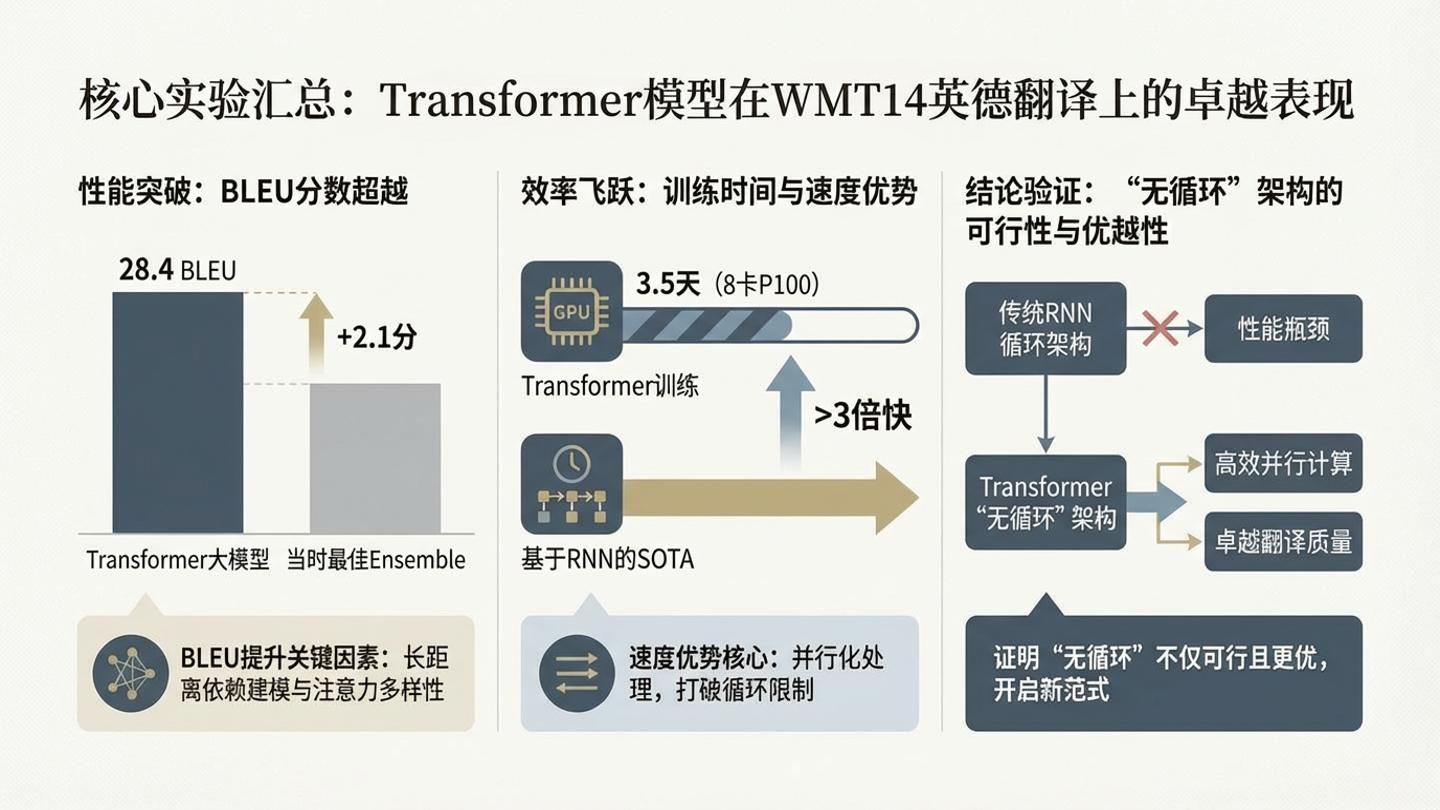 核心实验汇总：Transformer模型在WMT14英德翻译上的卓越表现
性能突破：BLEU分数超越
28.4 BLEU
+2.1分
Transformer大模型
当时最佳Ensemble
BLEU提升关键因素：长距
离依赖建模与注意力多样性
效率飞跃：训练时间与速度优势
GPU
3.5天（8卡P100）
Transformer训练
>3倍快
基于RNN的SOTA
速度优势核心：并行化处
理，打破循环限制
结论验证：“无循环”架构的
可行性与优越性
传统RNN
循环架构
性能瓶颈
Transformer
“无循环”架构
高效并行计算
卓越翻译质量
证明“无循环”不仅可行且更优，
开启新范式